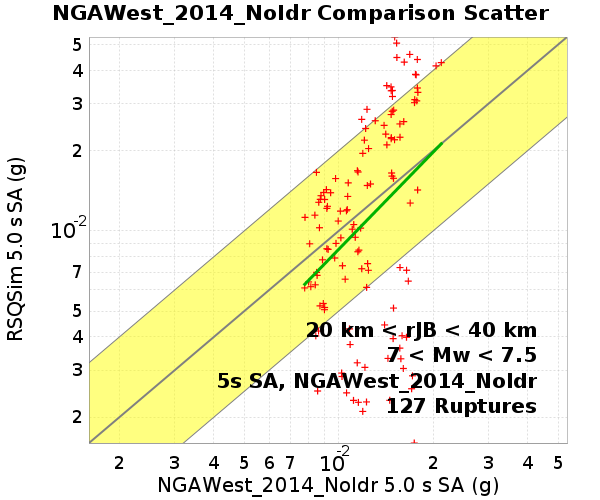 NGAWest_2014_NoIdr Comparison Scatter
RSQSim 5.0 s SA (g)
5
4
3
2
10^-2
7
5
4
3
2
20 km < rJB < 40 km
7 < Mw < 7.5
5s SA, NGAWest_2014_NoIdr
127 Ruptures
2 3 4 5 6 7 10^-2 2 3 4 5
NGAWest_2014_NoIdr 5.0 s SA (g)